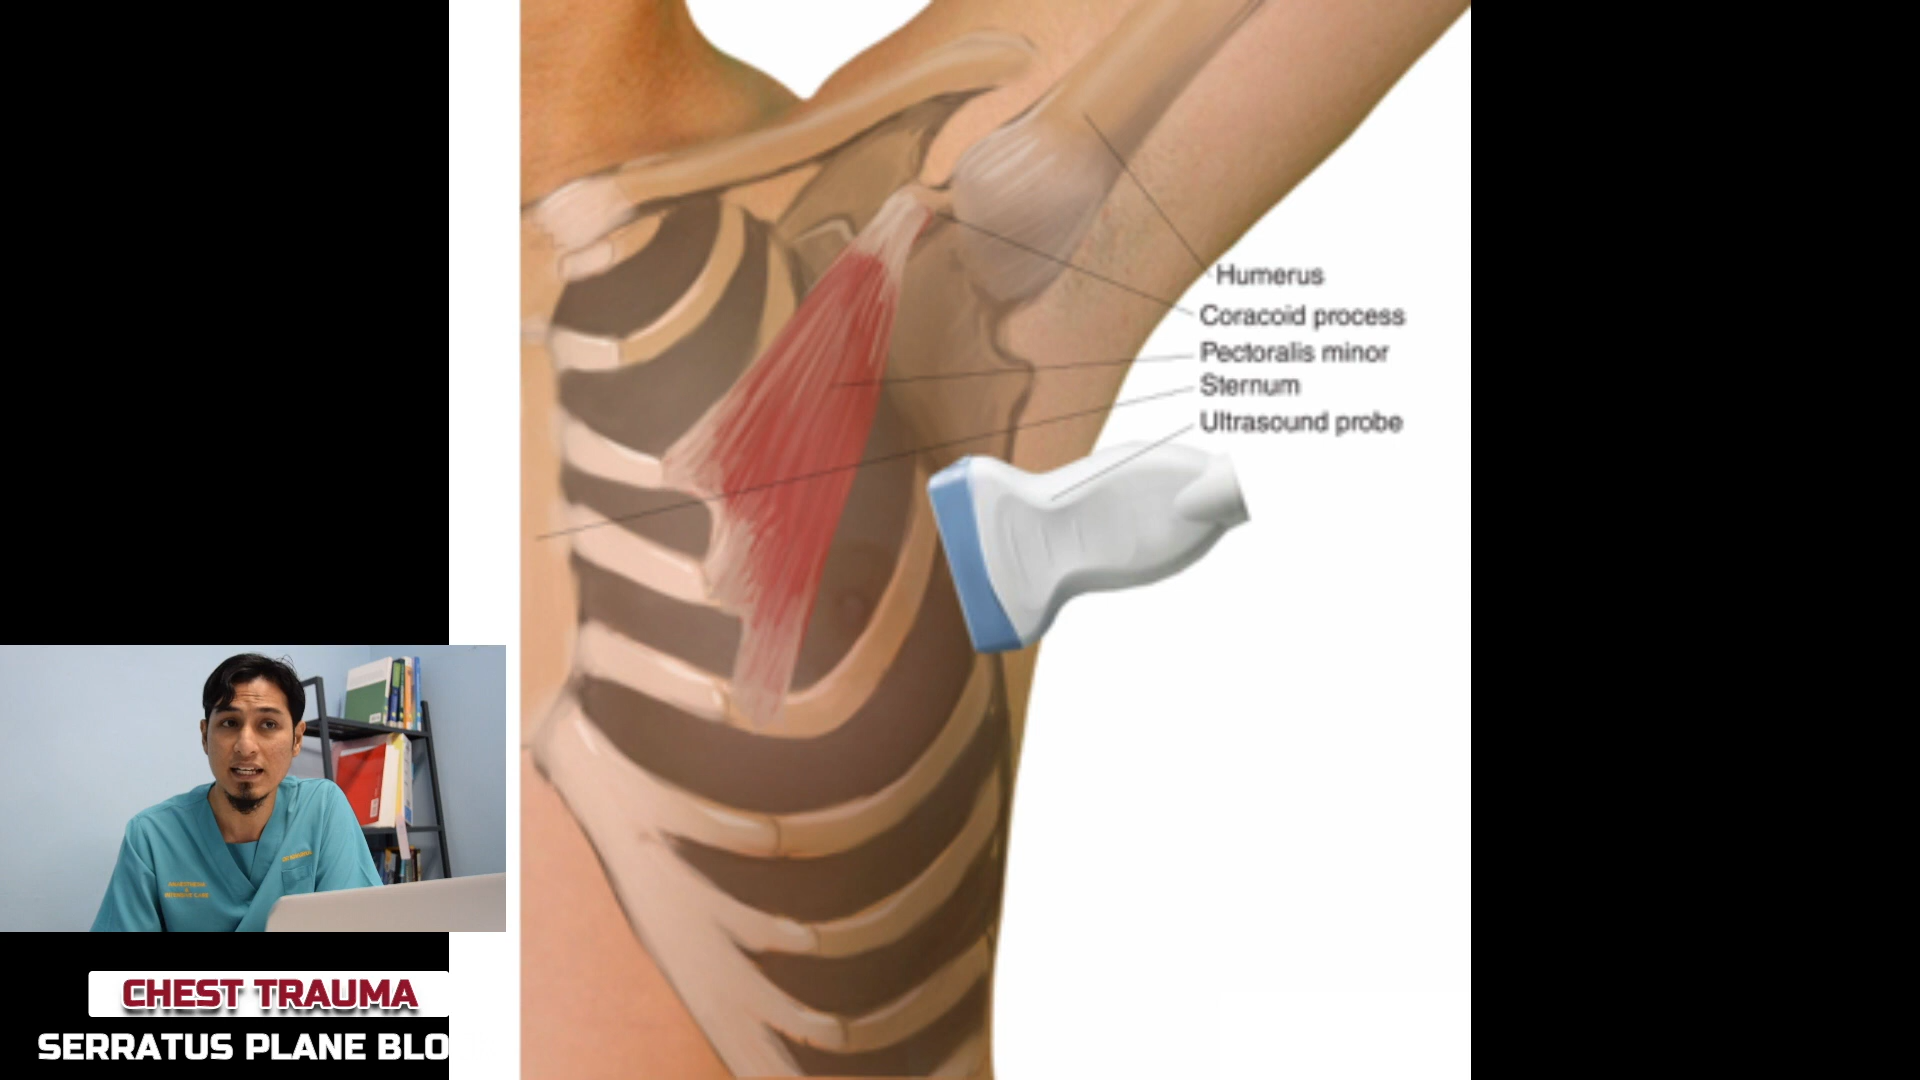 Humerus
Coracoid process
Pectoralis minor
Sternum
Ultrasound probe
CHEST TRAUMA
SERRATUS PLANE BLO